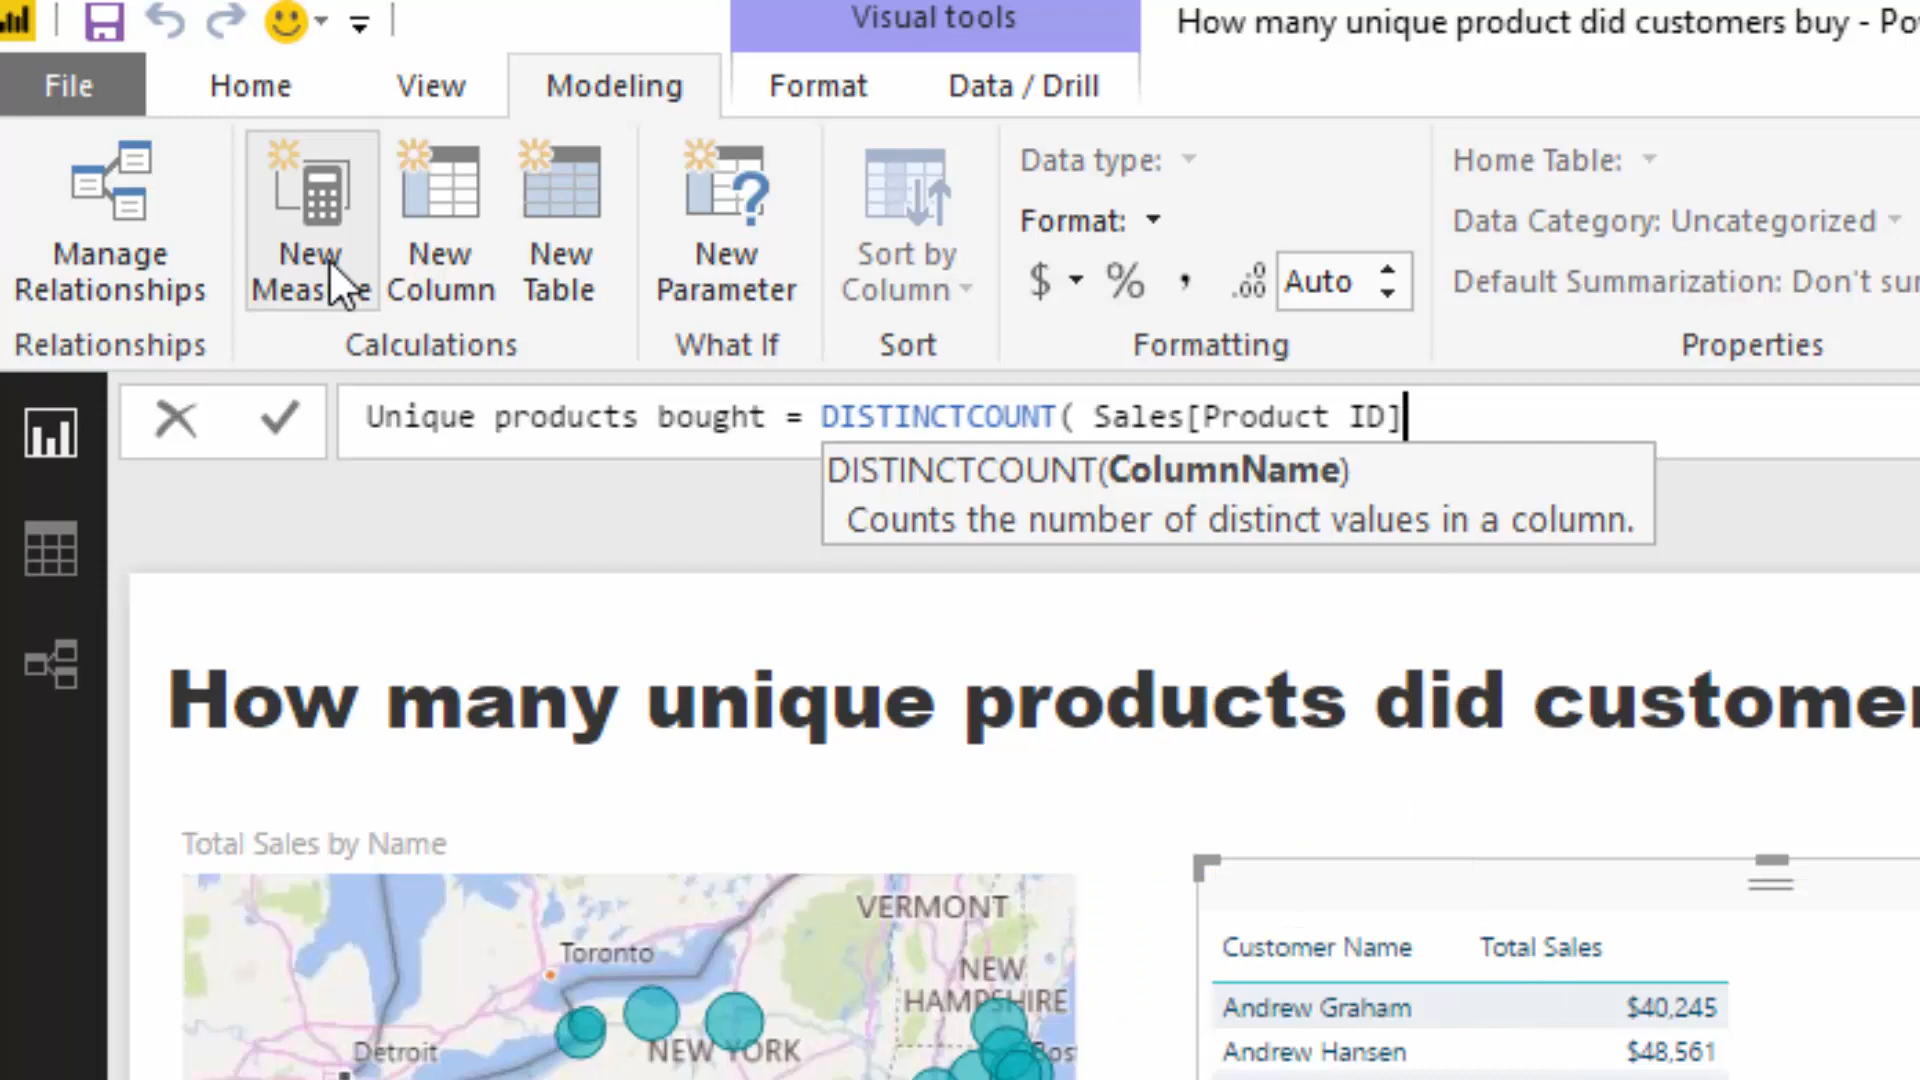 Visual tools
How many unique product did customers buy - Po
File
Home
View
Modeling
Format
Data / Drill
Manage
Relationships
New
Measure
New
Column
New
Table
New
Parameter
Sort by
Column
Data type:
Format:
$
%
,
.00
Auto
Home Table:
Data Category: Uncategorized
Default Summarization: Don't sum
Relationships
Calculations
What If
Sort
Formatting
Properties
Unique products bought = DISTINCTCOUNT( Sales[Product ID]
DISTINCTCOUNT(ColumnName)
Counts the number of distinct values in a column.
How many unique products did customer
Total Sales by Name
VERMONT
Toronto
NEW
HAMPSHIRE
Detroit
NEW YORK
Bos
Customer Name Total Sales
Andrew Graham $40,245
Andrew Hansen $48,561